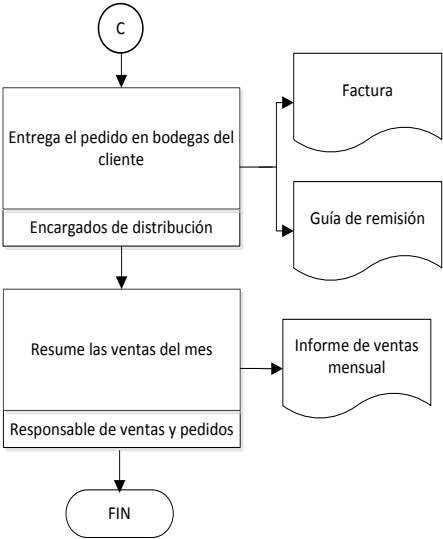 C
Entrega el pedido en bodegas del
cliente
Encargados de distribución
Factura
Guía de remisión
Resume las ventas del mes
Responsable de ventas y pedidos
Informe de ventas
mensual
FIN